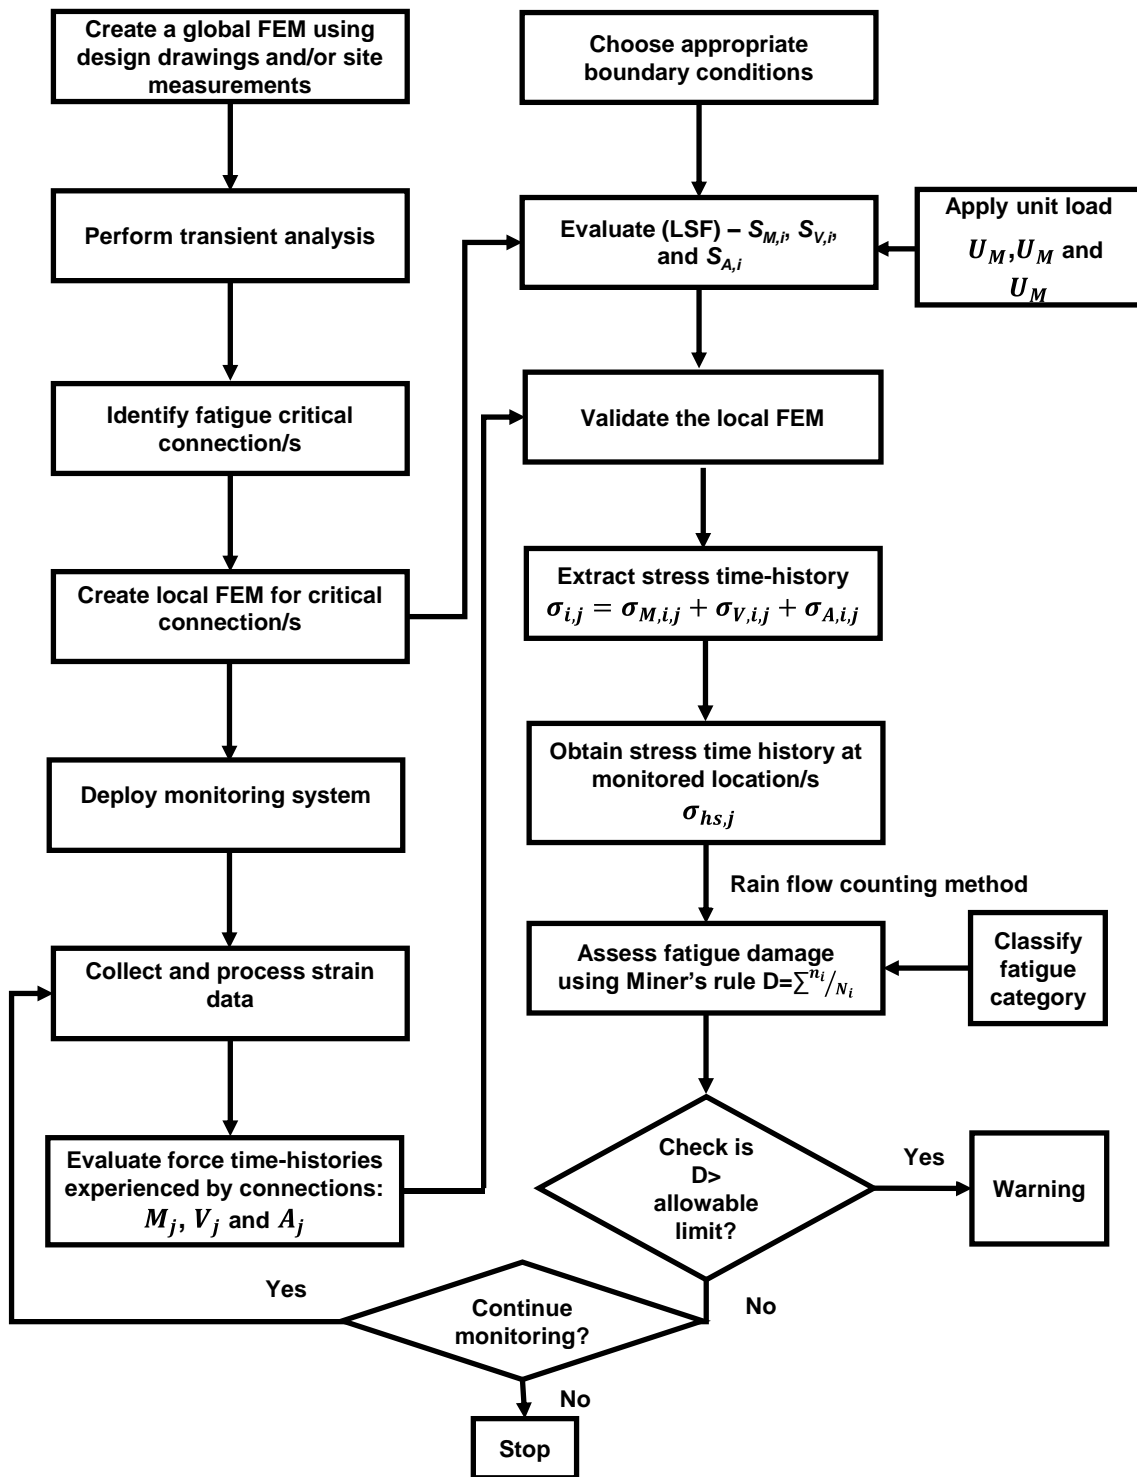 Create a global FEM using
design drawings and/or site
measurements
Perform transient analysis
Identify fatigue critical
connection/s
Create local FEM for critical
connection/s
Deploy monitoring system
Collect and process strain
data
Evaluate force time-histories
experienced by connections:
M_j, V_j and A_j
Choose appropriate
boundary conditions
Evaluate (LSF) – S_{M,i}, S_{V,i},
and S_{A,i}
Apply unit load
U_M,U_M and
U_M
Validate the local FEM
Extract stress time-history
σ_{i,j} = σ_{M,i,j} + σ_{V,i,j} + σ_{A,i,j}
Obtain stress time history at
monitored location/s
σ_{hs,j}
Rain flow counting method
Assess fatigue damage
using Miner's rule D=∑ n_i/N_i
Classify
fatigue
category
Check is
D>
allowable
limit?
Yes
Warning
No
Continue
monitoring?
Yes
No
Stop